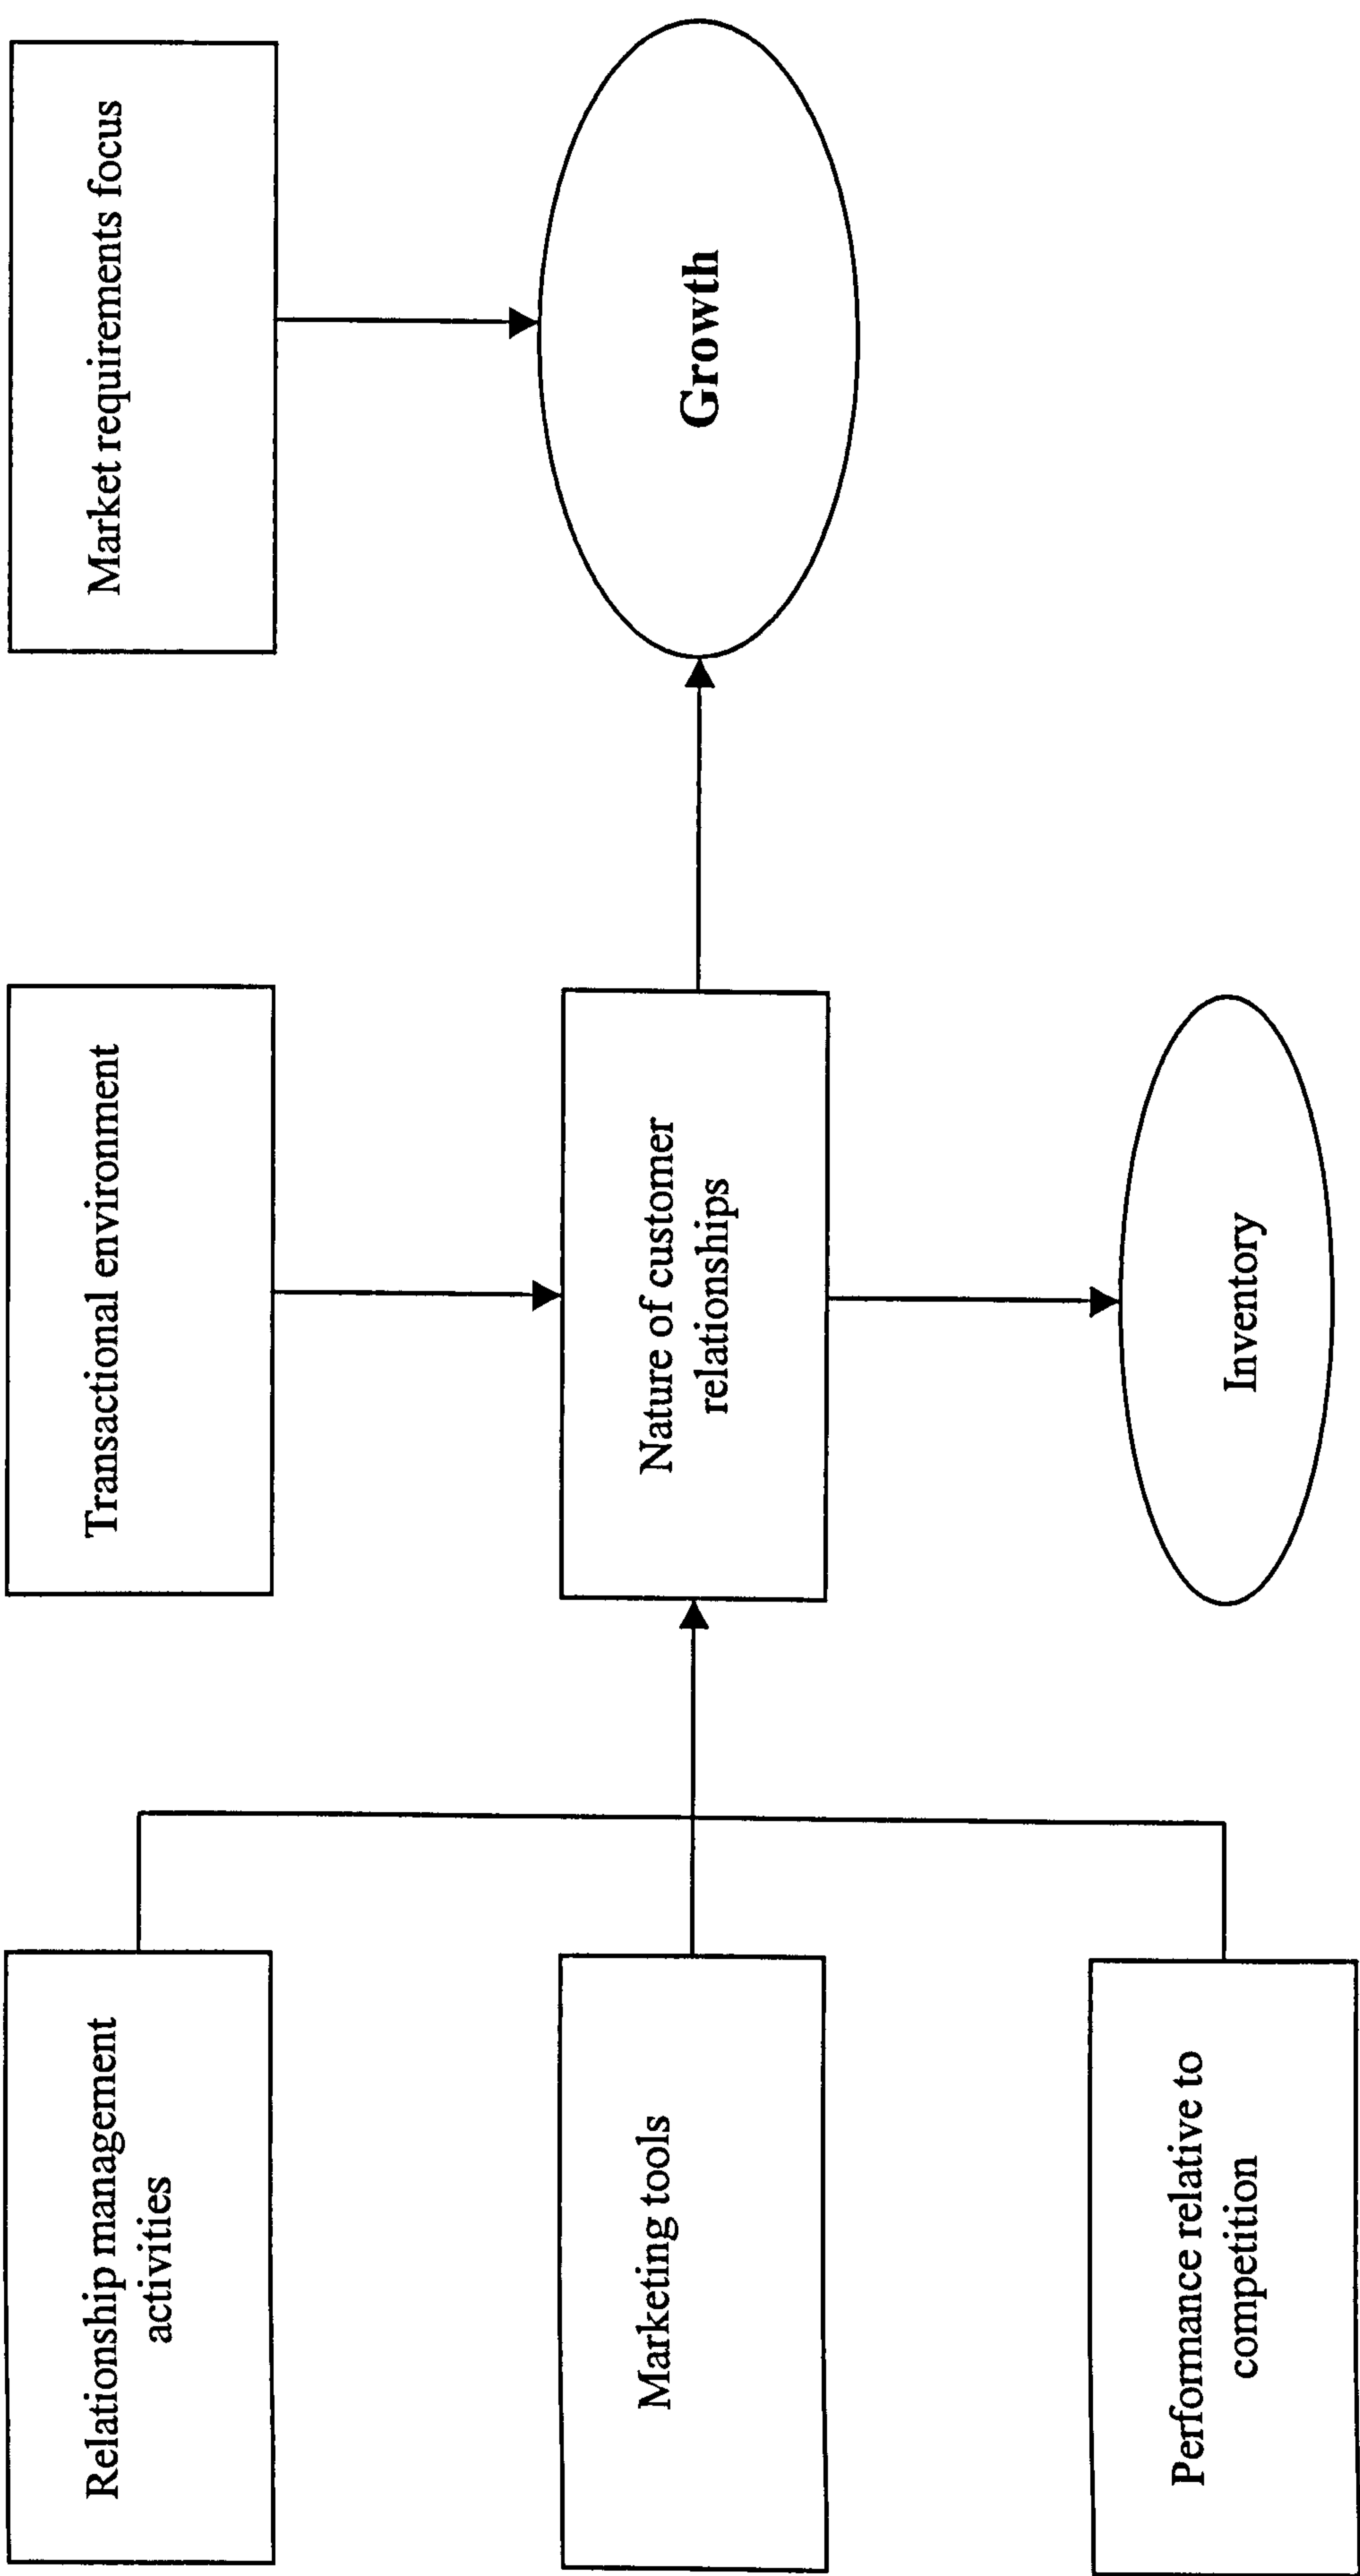 Relationship management
activities
Transactional environment
Market requirements focus
Marketing tools
Nature of customer
relationships
Growth
Performance relative to
competition
Inventory